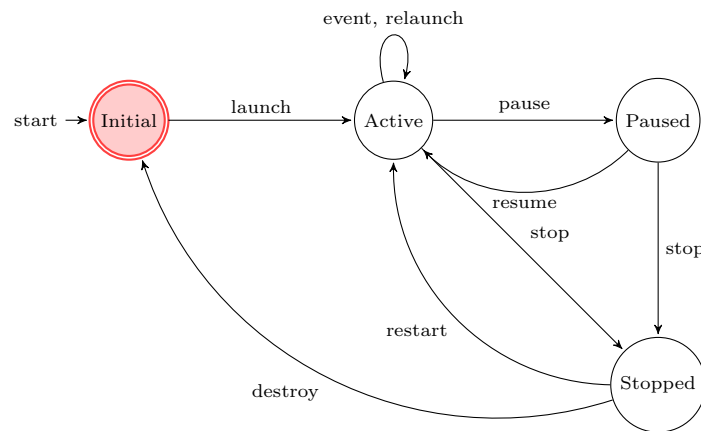 event, relaunch
start
Initial
launch
Active
pause
Paused
resume
stop
stop
restart
Stopped
destroy